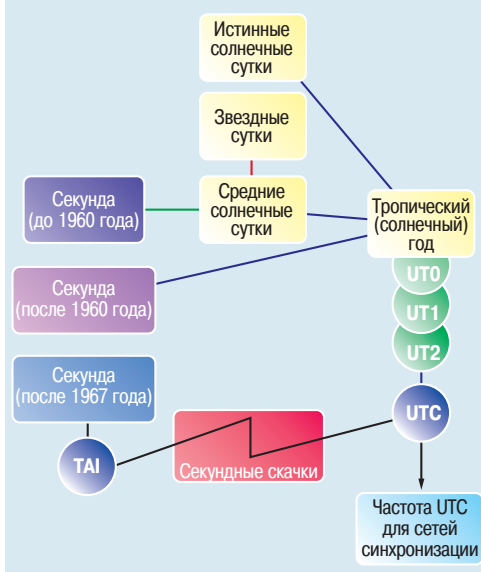 Истинные
солнечные
сутки
Звездные
сутки
Секунда
(до 1960 года)
Средние
солнечные
сутки
Тропический
(солнечный)
год
UT0
Секунда
(после 1960 года)
UT1
UT2
Секунда
(после 1967 года)
UTC
TAI
Секундные скачки
Частота UTC
для сетей
синхронизации